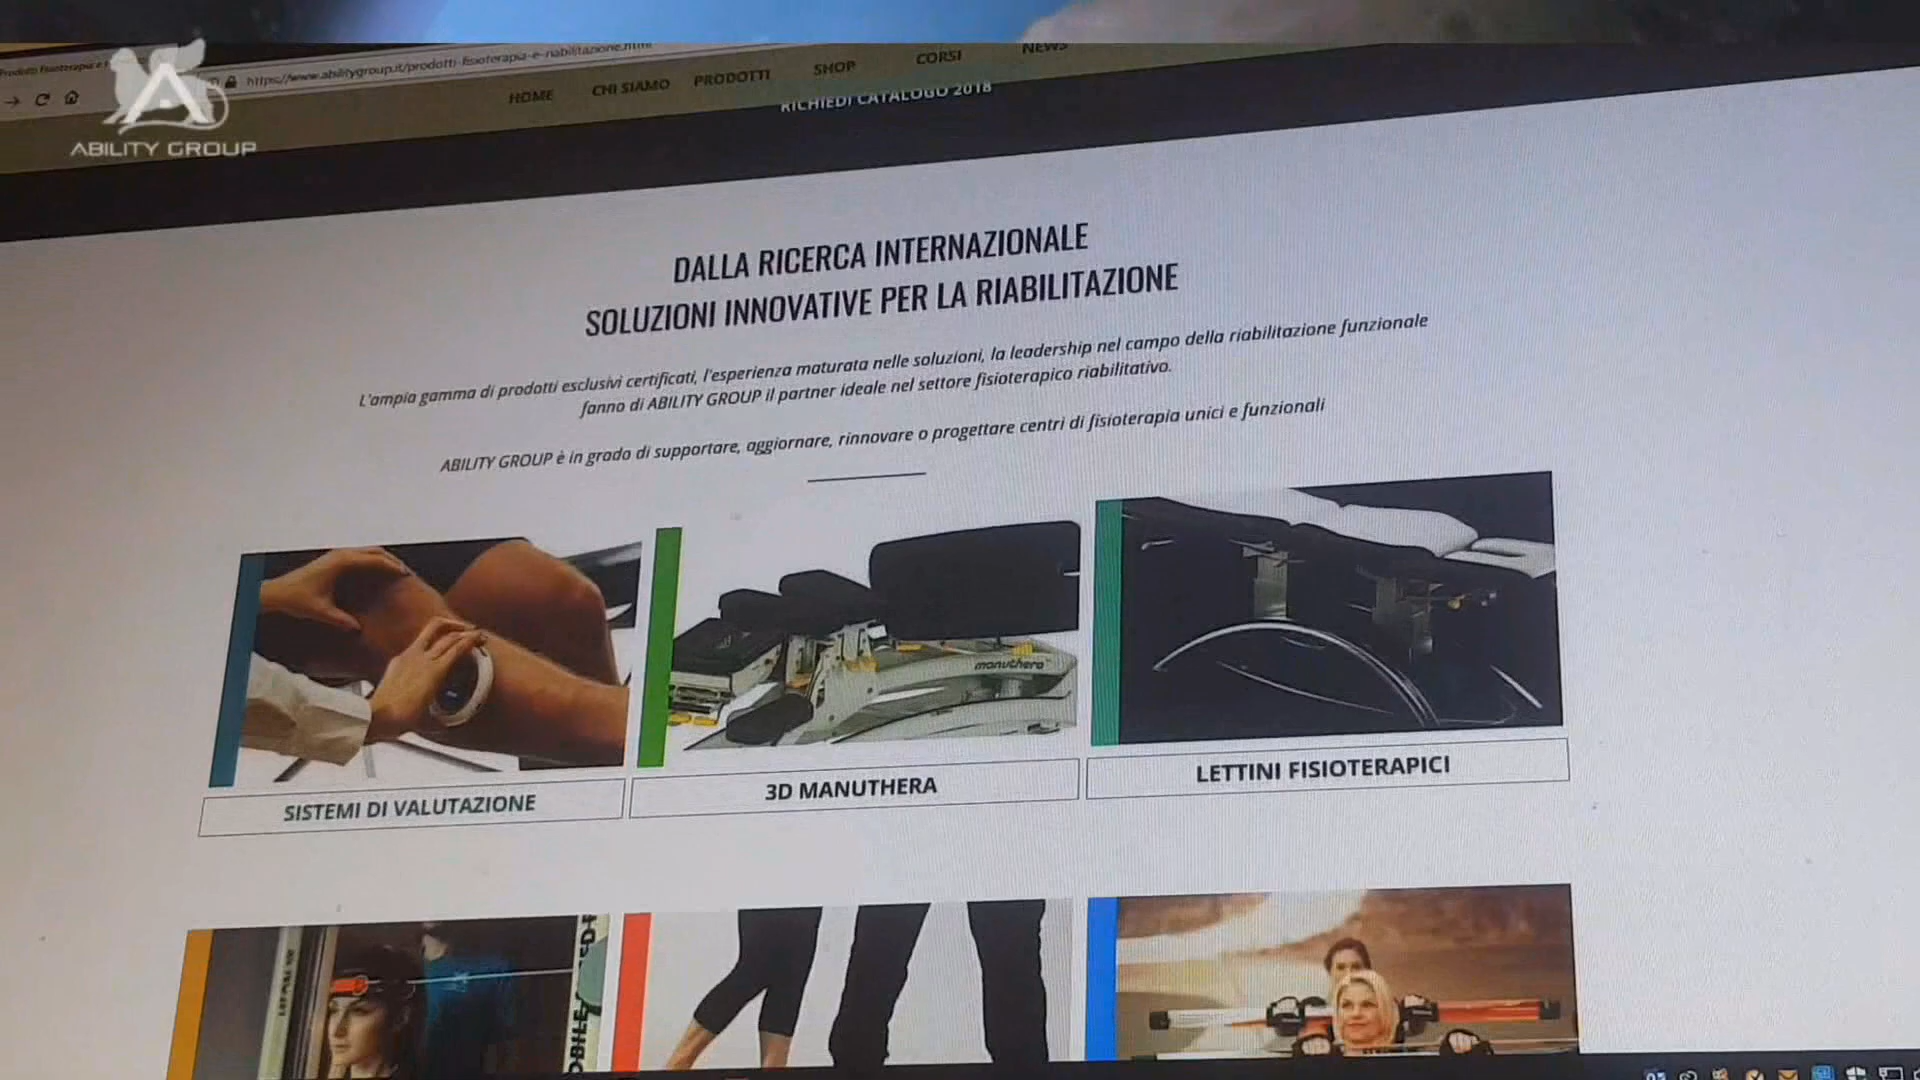 https://www.abilitygroup.it/prodotti-fisioterapia-e-riabilitazione.html
ABILITY GROUP
HOME CHI SIAMO PRODOTTI SHOP CORSI NEWS
RICHIEDI CATALOGO 2018
DALLA RICERCA INTERNAZIONALE
SOLUZIONI INNOVATIVE PER LA RIABILITAZIONE
L'ampia gamma di prodotti esclusivi certificati, l'esperienza maturata nelle soluzioni, la leadership nel campo della riabilitazione funzionale
fanno di ABILITY GROUP il partner ideale nel settore fisioterapico riabilitativo.
ABILITY GROUP è in grado di supportare, aggiornare, rinnovare o progettare centri di fisioterapia unici e funzionali
manuthera
SISTEMI DI VALUTAZIONE
3D MANUTHERA
LETTINI FISIOTERAPICI